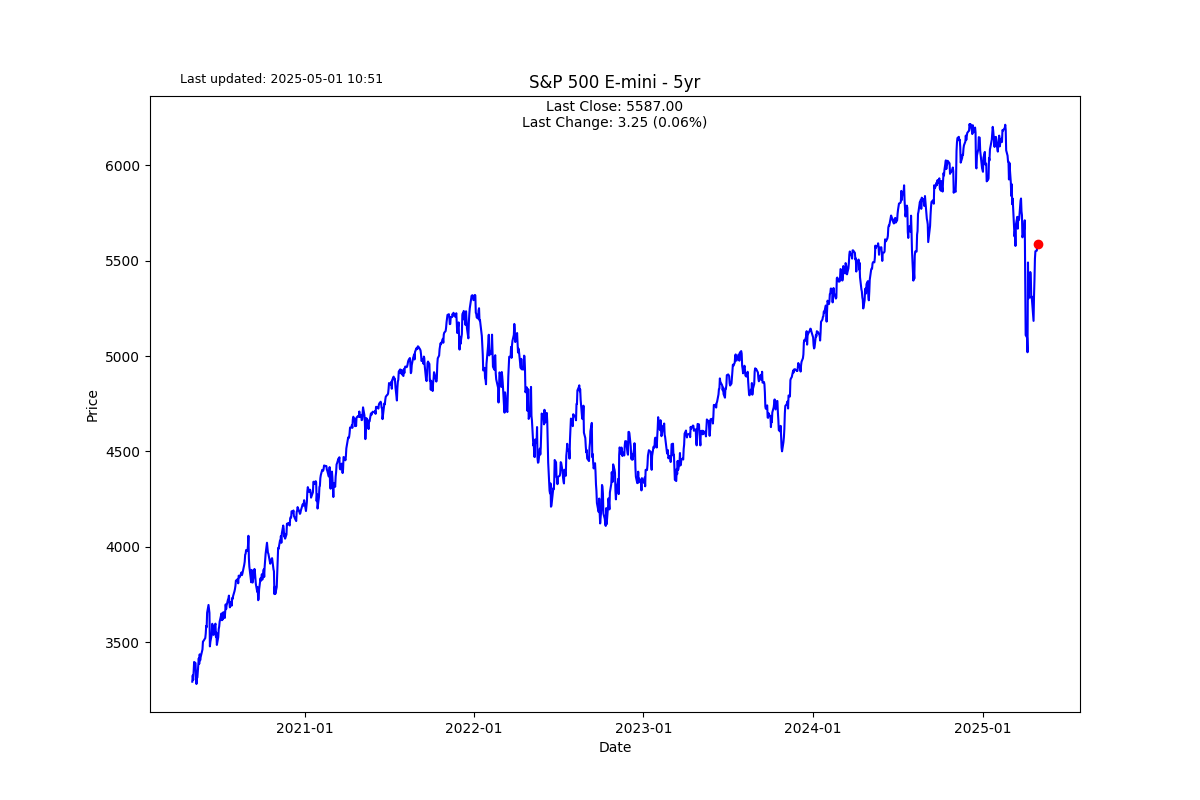 Last updated: 2025-05-01 10:51
S&P 500 E-mini - 5yr
Last Close: 5587.00
Last Change: 3.25 (0.06%)
6000
5500
5000
4500
4000
3500
Price
2021-01
2022-01
2023-01
2024-01
2025-01
Date